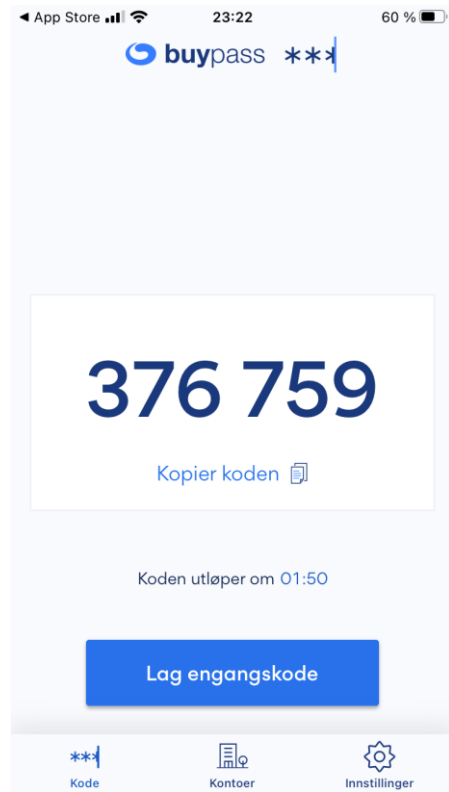 ◀ App Store 23:22 60 %
buypass ***
376 759
Kopier koden
Koden utløper om 01:50
Lag engangskode
*** Kode Kontoer Innstillinger